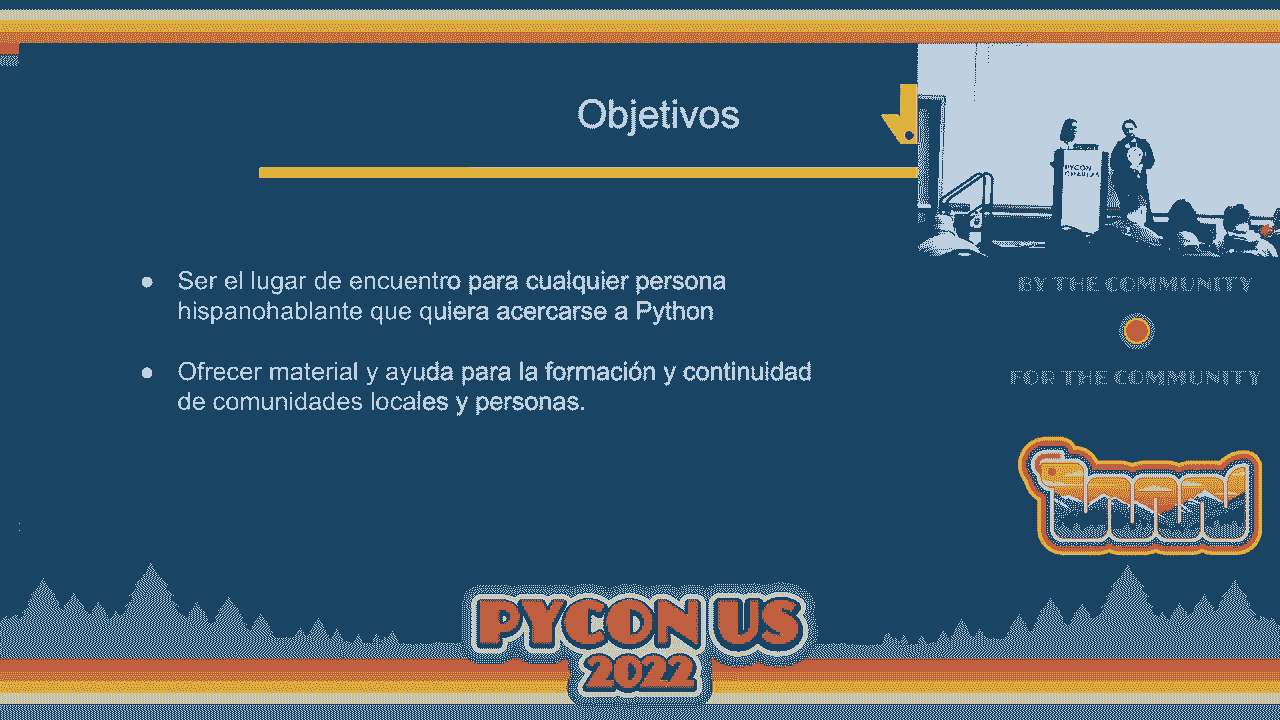 Objetivos
Ser el lugar de encuentro para cualquier persona
hispanohablante que quiera acercarse a Python
Ofrecer material y ayuda para la formación y continuidad
de comunidades locales y personas.
PYCON
BY THE COMMUNITY
FOR THE COMMUNITY
PYCON US
2022